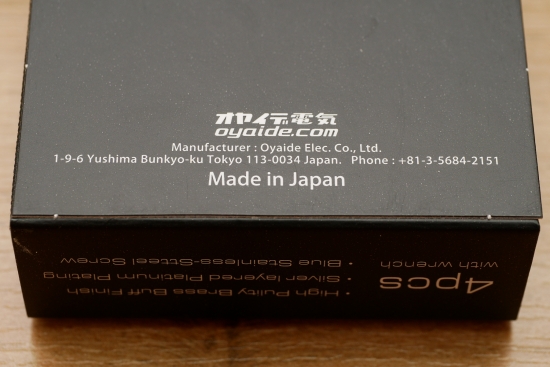 オヤイデ電気
oyaide.com
Manufacturer : Oyaide Elec. Co., Ltd.
1-9-6 Yushima Bunkyo-ku Tokyo 113-0034 Japan. Phone : +81-3-5684-2151
Made in Japan
4pcs
with wrench
• High Pulity Brass Buff Finish
• Silver layered Platinum Plating
• Blue Stainless-Stteel Screw